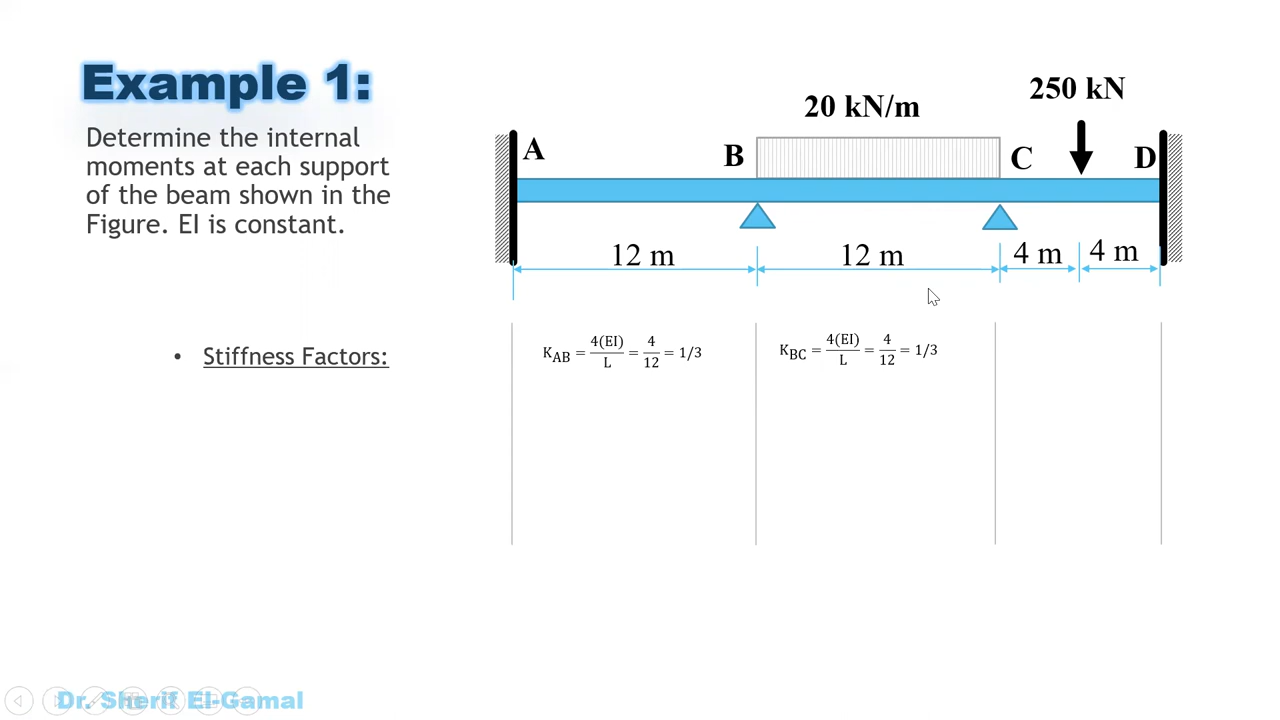 Example 1:
Determine the internal
moments at each support
of the beam shown in the
Figure. EI is constant.
250 kN
20 kN/m
A B C D
12 m 12 m 4 m 4 m
• Stiffness Factors:
K_AB = 4(EI)/L = 4/12 = 1/3
K_BC = 4(EI)/L = 4/12 = 1/3
Dr. Sherif El-Gamal